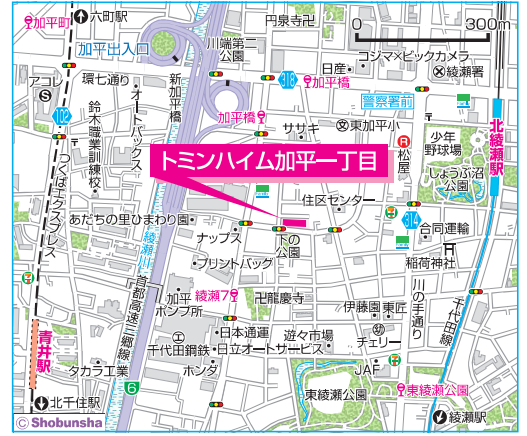 加平町
六町駅
円泉寺卍
0
300m
加平出入口
川端第二
公園
コジマ×ビックカメラ
日産
318
加平橋
綾瀬署
アコレ
S
環七通り
新加平橋
警察署前
102
オートバックス
加平橋
ササキ
文
東加平小
鈴木職業訓練校
R
松屋
少年
野球場
北綾瀬駅
トミンハイム加平一丁目
しょうぶ沼
公園
つくばエクスプレス
住区センター
あだちの里ひまわり園
ナップス
下の
公園
314
合同運輸
綾瀬川
プリントバッグ
稲荷神社
首都高速三郷線
加平
ポンプ所
綾瀬7
卍龍慶寺
川の手通り
千代田線
伊藤園
東匠
青井駅
日本通運
遊々市場
幼
チェリー
千代田鋼鉄
日立オートサービス
タカラ工業
ホンダ
JAF
6
東綾瀬公園
東綾瀬公園
北千住駅
綾瀬駅
© Shobunsha